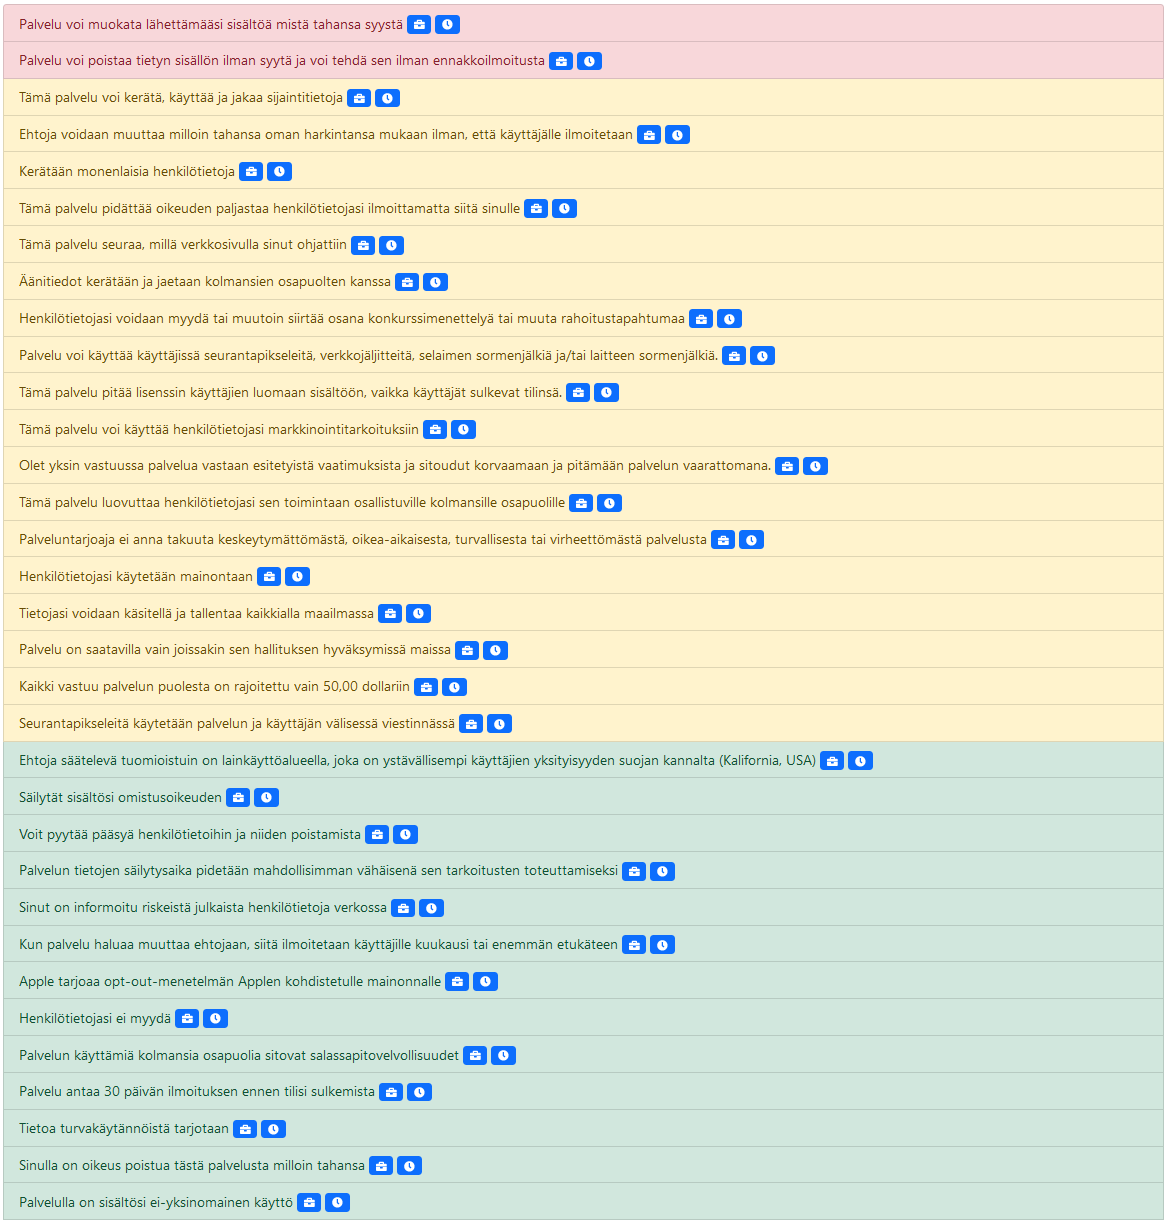 Palvelu voi muokata lähettämääsi sisältöä mistä tahansa syystä
Palvelu voi poistaa tietyn sisällön ilman syytä ja voi tehdä sen ilman ennakkoilmoitusta
Tämä palvelu voi kerätä, käyttää ja jakaa sijaintitietoja
Ehtoja voidaan muuttaa milloin tahansa oman harkintansa mukaan ilman, että käyttäjälle ilmoitetaan
Kerätään monenlaisia henkilötietoja
Tämä palvelu pidättää oikeuden paljastaa henkilötietojasi ilmoittamatta siitä sinulle
Tämä palvelu seuraa, millä verkkosivulla sinut ohjattiin
Äänitiedot kerätään ja jaetaan kolmansien osapuolten kanssa
Henkilötietojasi voidaan myydä tai muutoin siirtää osana konkurssimenettelyä tai muuta rahoitustapahtumaa
Palvelu voi käyttää käyttäjissä seurantapikseleitä, verkkojäljitteitä, selaimen sormenjälkiä ja/tai laitteen sormenjälkiä.
Tämä palvelu pitää lisenssin käyttäjien luomaan sisältöön, vaikka käyttäjät sulkevat tilinsä.
Tämä palvelu voi käyttää henkilötietojasi markkinointitarkoituksiin
Olet yksin vastuussa palvelua vastaan esitetyistä vaatimuksista ja sitoudut korvaamaan ja pitämään palvelun vaarattomana.
Tämä palvelu luovuttaa henkilötietojasi sen toimintaan osallistuville kolmansille osapuolille
Palveluntarjoaja ei anna takuuta keskeytymättömästä, oikea-aikaisesta, turvallisesta tai virheettömästä palvelusta
Henkilötietojasi käytetään mainontaan
Tietojasi voidaan käsitellä ja tallentaa kaikkialla maailmassa
Palvelu on saatavilla vain joissakin sen hallituksen hyväksymissä maissa
Kaikki vastuu palvelun puolesta on rajoitettu vain 50,00 dollariin
Seurantapikseleitä käytetään palvelun ja käyttäjän välisessä viestinnässä
Ehtoja säätelevä tuomioistuin on lainkäyttöalueella, joka on ystävällisempi käyttäjien yksityisyyden suojan kannalta (Kalifornia, USA)
Säilytät sisältösi omistusoikeuden
Voit pyytää pääsyä henkilötietoihin ja niiden poistamista
Palvelun tietojen säilytysaika pidetään mahdollisimman vähäisenä sen tarkoitusten toteuttamiseksi
Sinut on informoitu riskeistä julkaista henkilötietoja verkossa
Kun palvelu haluaa muuttaa ehtojaan, siitä ilmoitetaan käyttäjille kuukausi tai enemmän etukäteen
Apple tarjoaa opt-out-menetelmän Applen kohdistetulle mainonnalle
Henkilötietojasi ei myydä
Palvelun käyttämiä kolmansia osapuolia sitovat salassapitovelvollisuudet
Palvelu antaa 30 päivän ilmoituksen ennen tilisi sulkemista
Tietoa turvakäytännöistä tarjotaan
Sinulla on oikeus poistua tästä palvelusta milloin tahansa
Palvelulla on sisältösi ei-yksinomainen käyttö